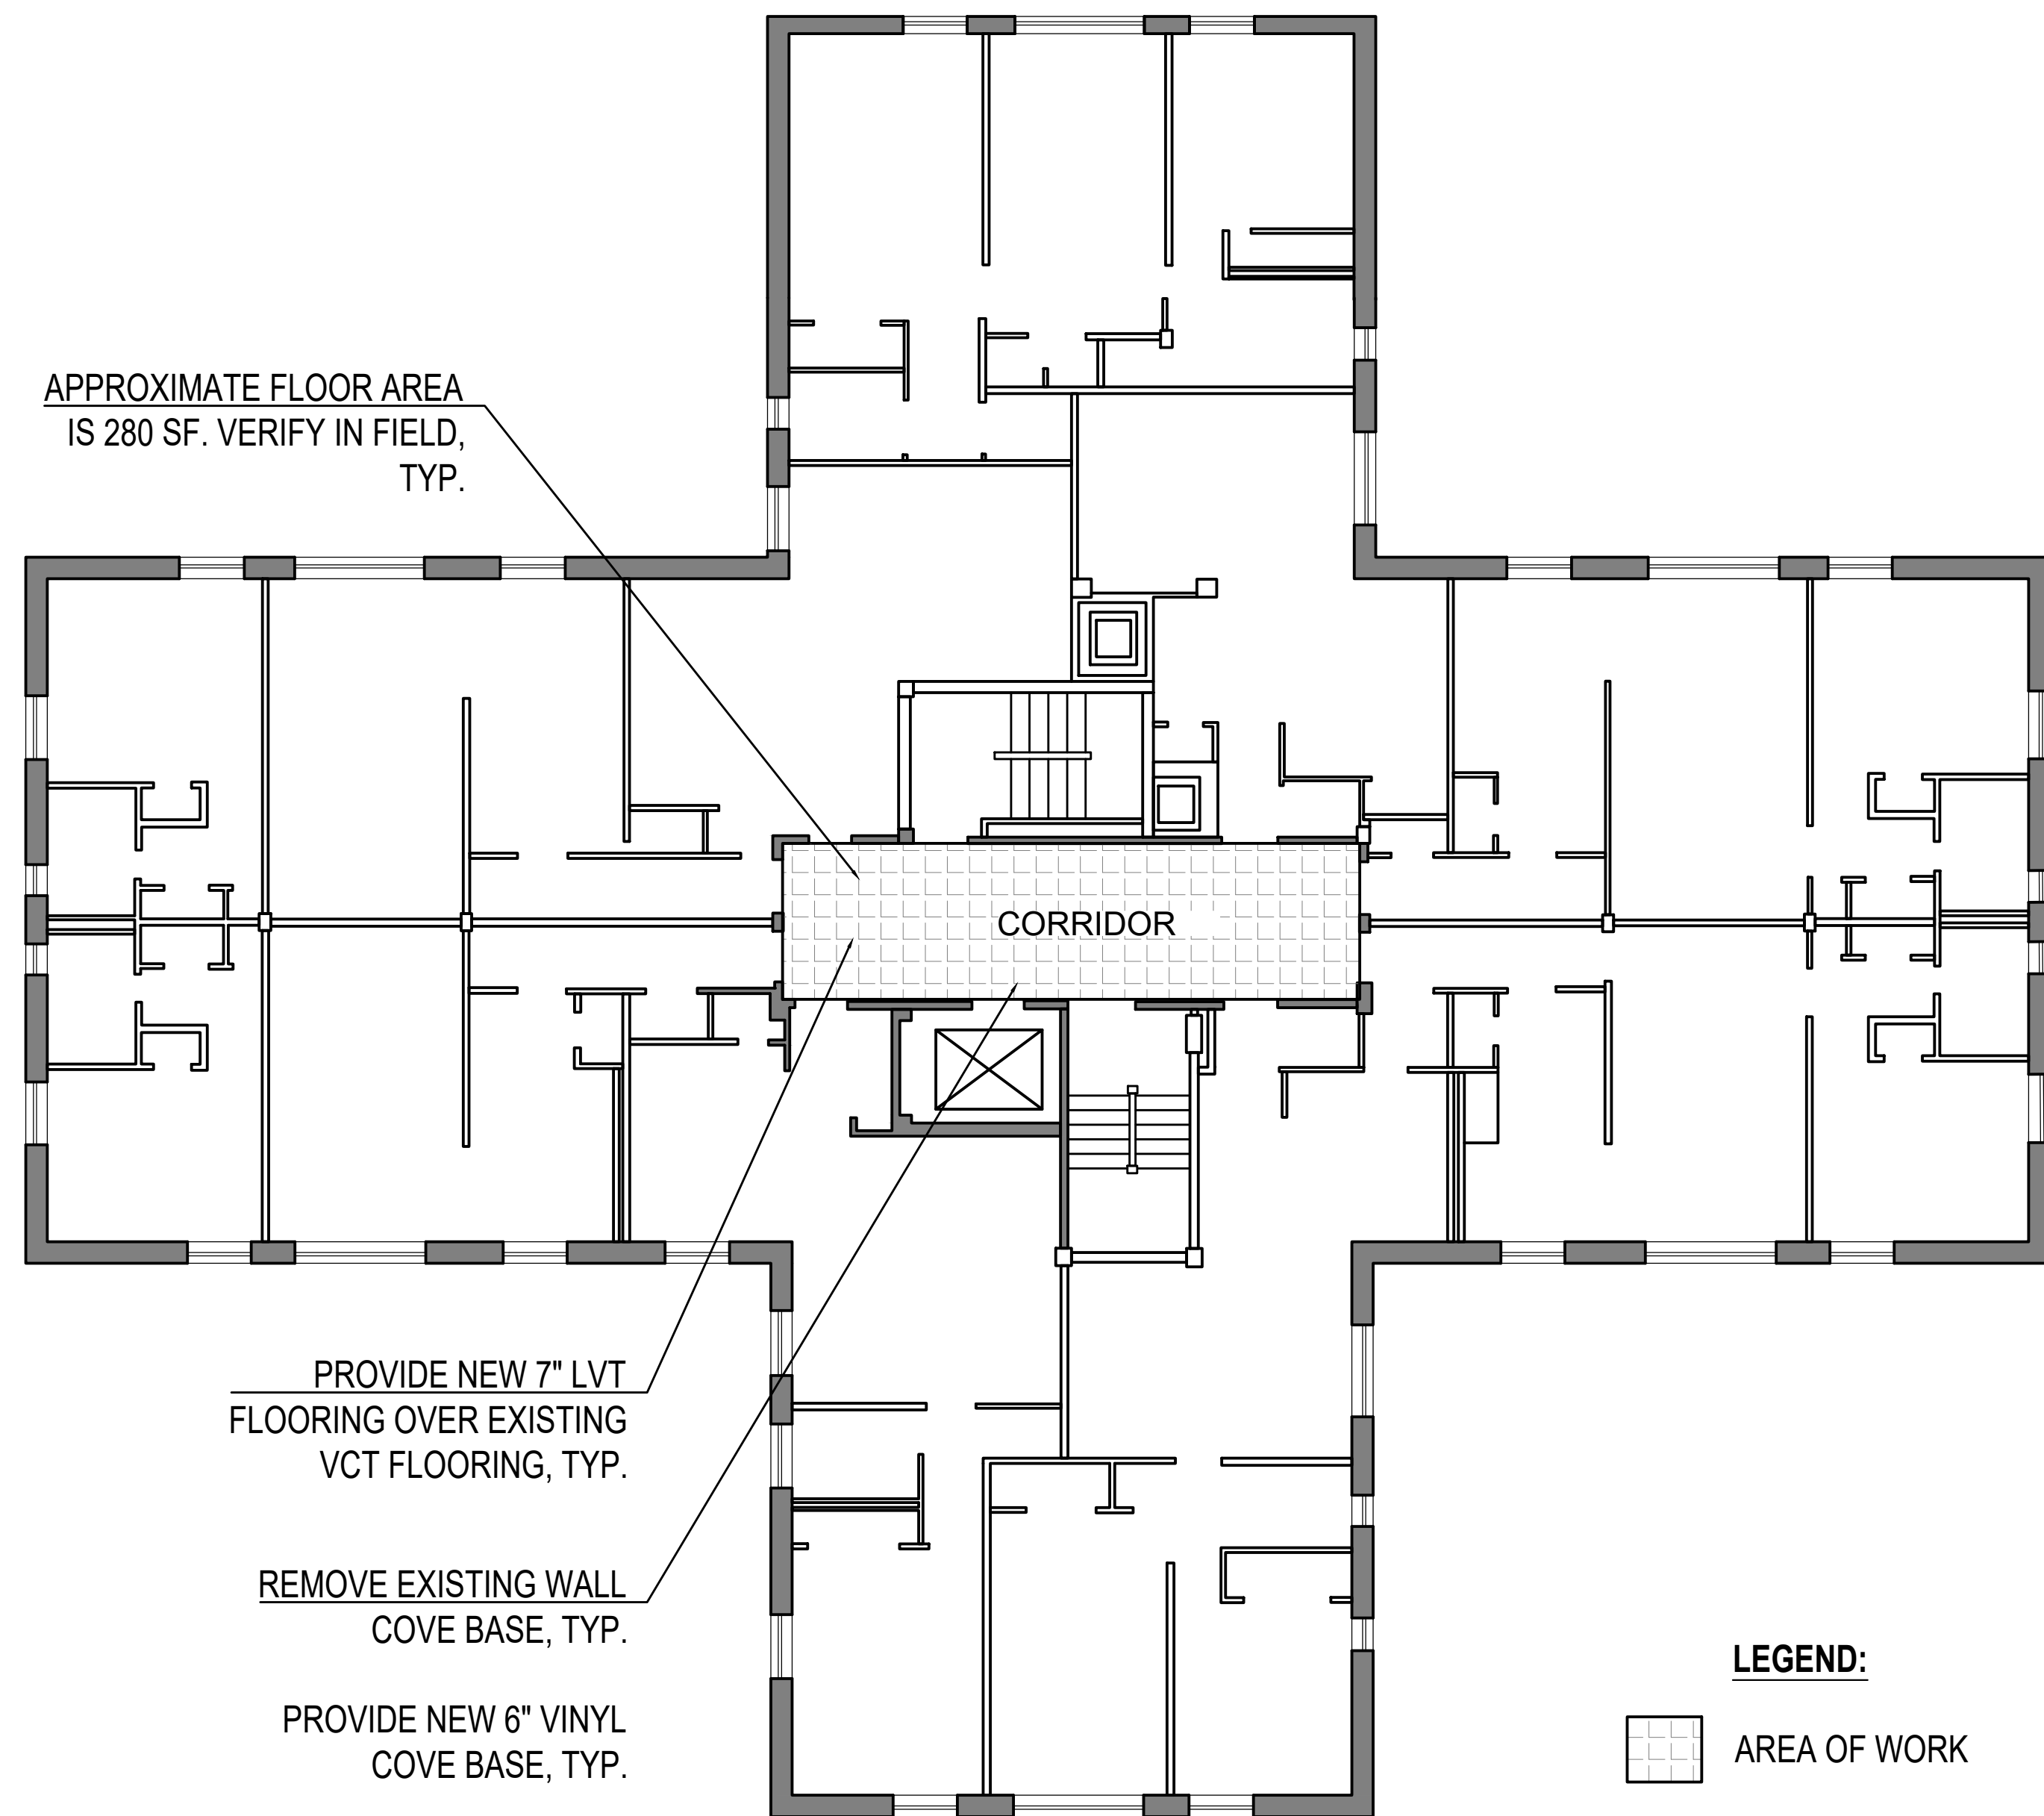 APPROXIMATE FLOOR AREA
IS 280 SF. VERIFY IN FIELD,
TYP.
CORRIDOR
PROVIDE NEW 7" LVT
FLOORING OVER EXISTING
VCT FLOORING, TYP.
REMOVE EXISTING WALL
COVE BASE, TYP.
PROVIDE NEW 6" VINYL
COVE BASE, TYP.
LEGEND:
AREA OF WORK